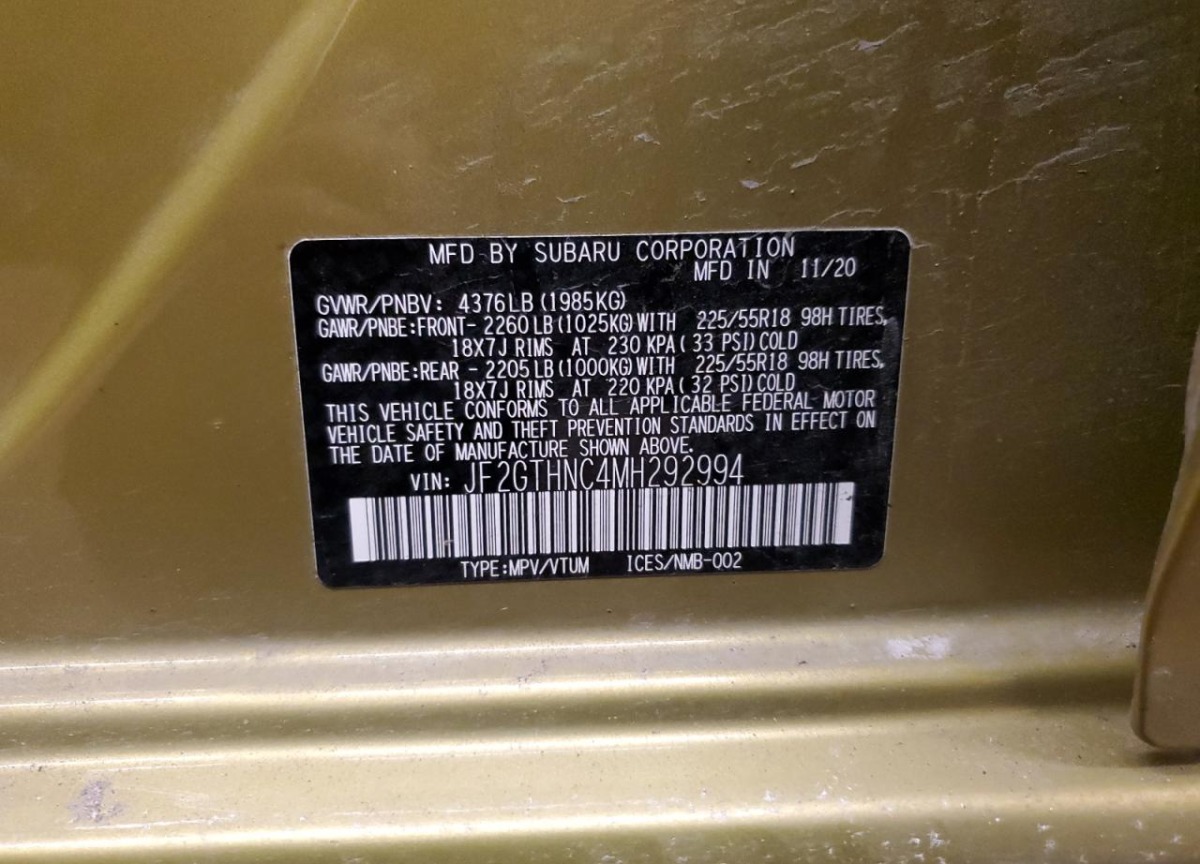 MFD BY SUBARU CORPORATION
MFD IN 11/20
GVWR/PNBV: 4376LB (1985KG)
GAWR/PNBE:FRONT- 2260 LB (1025KG) WITH 225/55R18 98H TIRES,
18X7J RIMS AT 230 KPA ( 33 PSI) COLD
GAWR/PNBE:REAR - 2205 LB (1000KG) WITH 225/55R18 98H TIRES,
18X7J RIMS AT 220 KPA ( 32 PSI) COLD
THIS VEHICLE CONFORMS TO ALL APPLICABLE FEDERAL MOTOR
VEHICLE SAFETY AND THEFT PREVENTION STANDARDS IN EFFECT ON
THE DATE OF MANUFACTURE SHOWN ABOVE.
VIN: JF2GTHNC4MH292994
TYPE:MPV/VTUM ICES/NMB-002